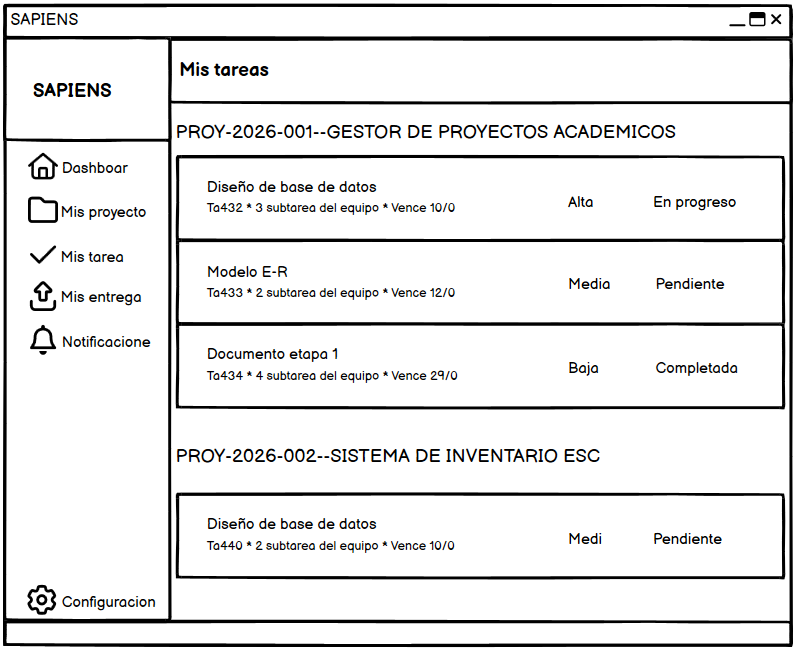 SAPIENS
SAPIENS
Mis tareas
Dashboar
Mis proyecto
Mis tarea
Mis entrega
Notificacione
Configuracion
PROY-2026-001--GESTOR DE PROYECTOS ACADEMICOS
Diseño de base de datos
Ta432 * 3 subtarea del equipo * Vence 10/0
Alta
En progreso
Modelo E-R
Ta433 * 2 subtarea del equipo * Vence 12/0
Media
Pendiente
Documento etapa 1
Ta434 * 4 subtarea del equipo * Vence 29/0
Baja
Completada
PROY-2026-002--SISTEMA DE INVENTARIO ESC
Diseño de base de datos
Ta440 * 2 subtarea del equipo * Vence 10/0
Medi
Pendiente